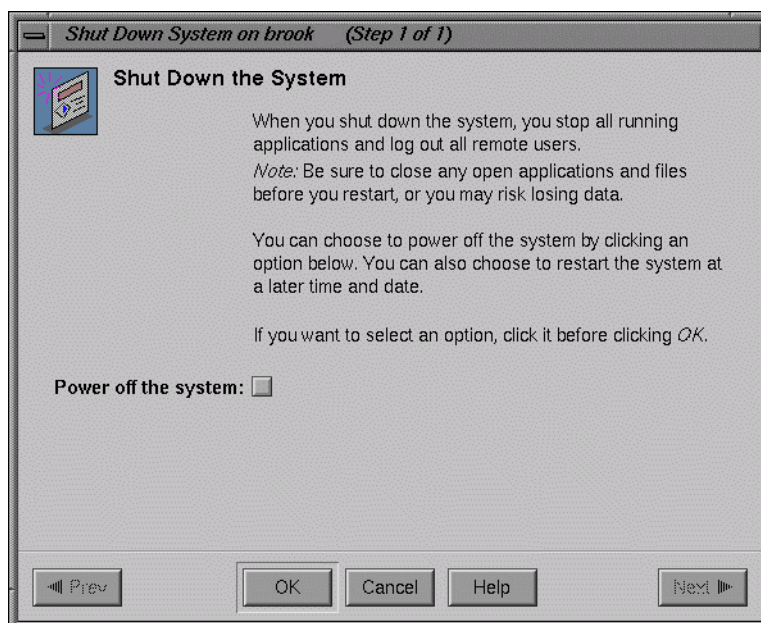 Shut Down System on brook (Step 1 of 1)
Shut Down the System
When you shut down the system, you stop all running
applications and log out all remote users.
Note: Be sure to close any open applications and files
before you restart, or you may risk losing data.
You can choose to power off the system by clicking an
option below. You can also choose to restart the system at
a later time and date.
If you want to select an option, click it before clicking OK.
Power off the system:
Prev
OK
Cancel
Help
Next